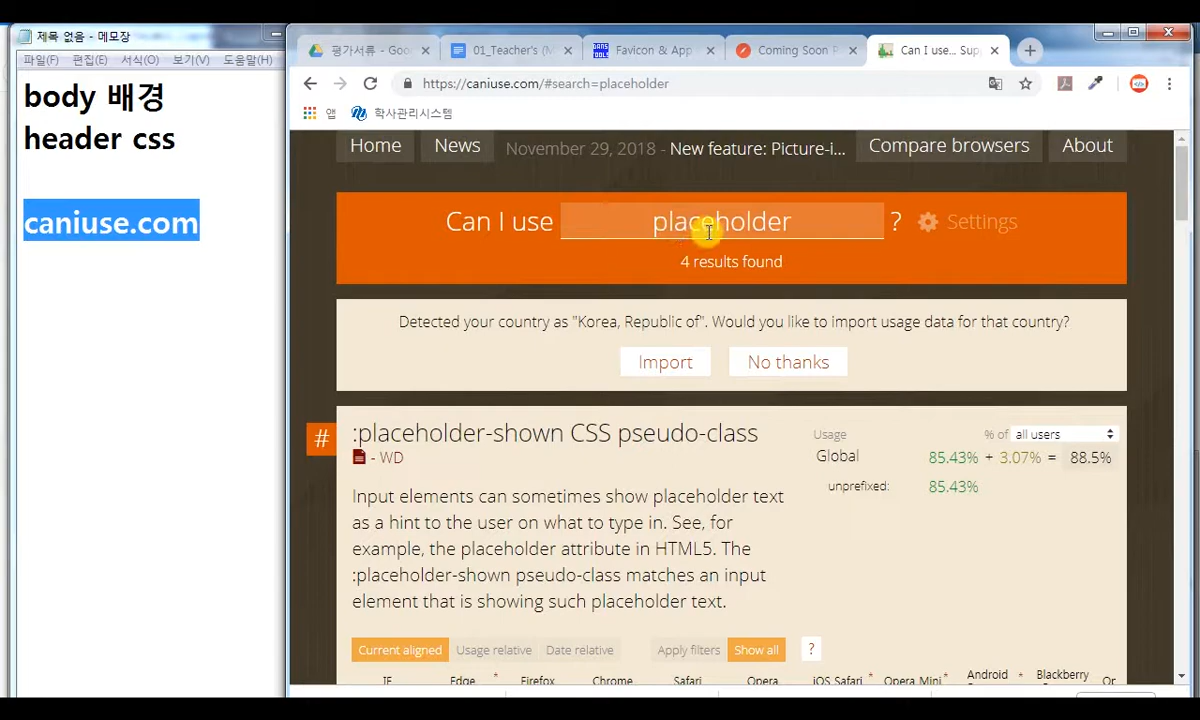 제목 없음 - 메모장
파일(F) 편집(E) 서식(O) 보기(V) 도움말(H)
body 배경
header css
caniuse.com
평가서류 - Goo
01_Teacher's (M
Favicon & App
Coming Soon P
Can I use... Supp
https://caniuse.com/#search=placeholder
앱 학사관리시스템
Home News November 29, 2018 - New feature: Picture-i... Compare browsers About
Can I use placeholder ? Settings
4 results found
Detected your country as "Korea, Republic of". Would you like to import usage data for that country?
Import No thanks
# :placeholder-shown CSS pseudo-class
- WD
Usage % of all users
Global 85.43% + 3.07% = 88.5%
unprefixed: 85.43%
Input elements can sometimes show placeholder text
as a hint to the user on what to type in. See, for
example, the placeholder attribute in HTML5. The
:placeholder-shown pseudo-class matches an input
element that is showing such placeholder text.
Current aligned Usage relative Date relative Apply filters Show all ?
IE Edge * Firefox Chrome Safari Opera iOS Safari * Opera Mini * Android * Blackberry Or